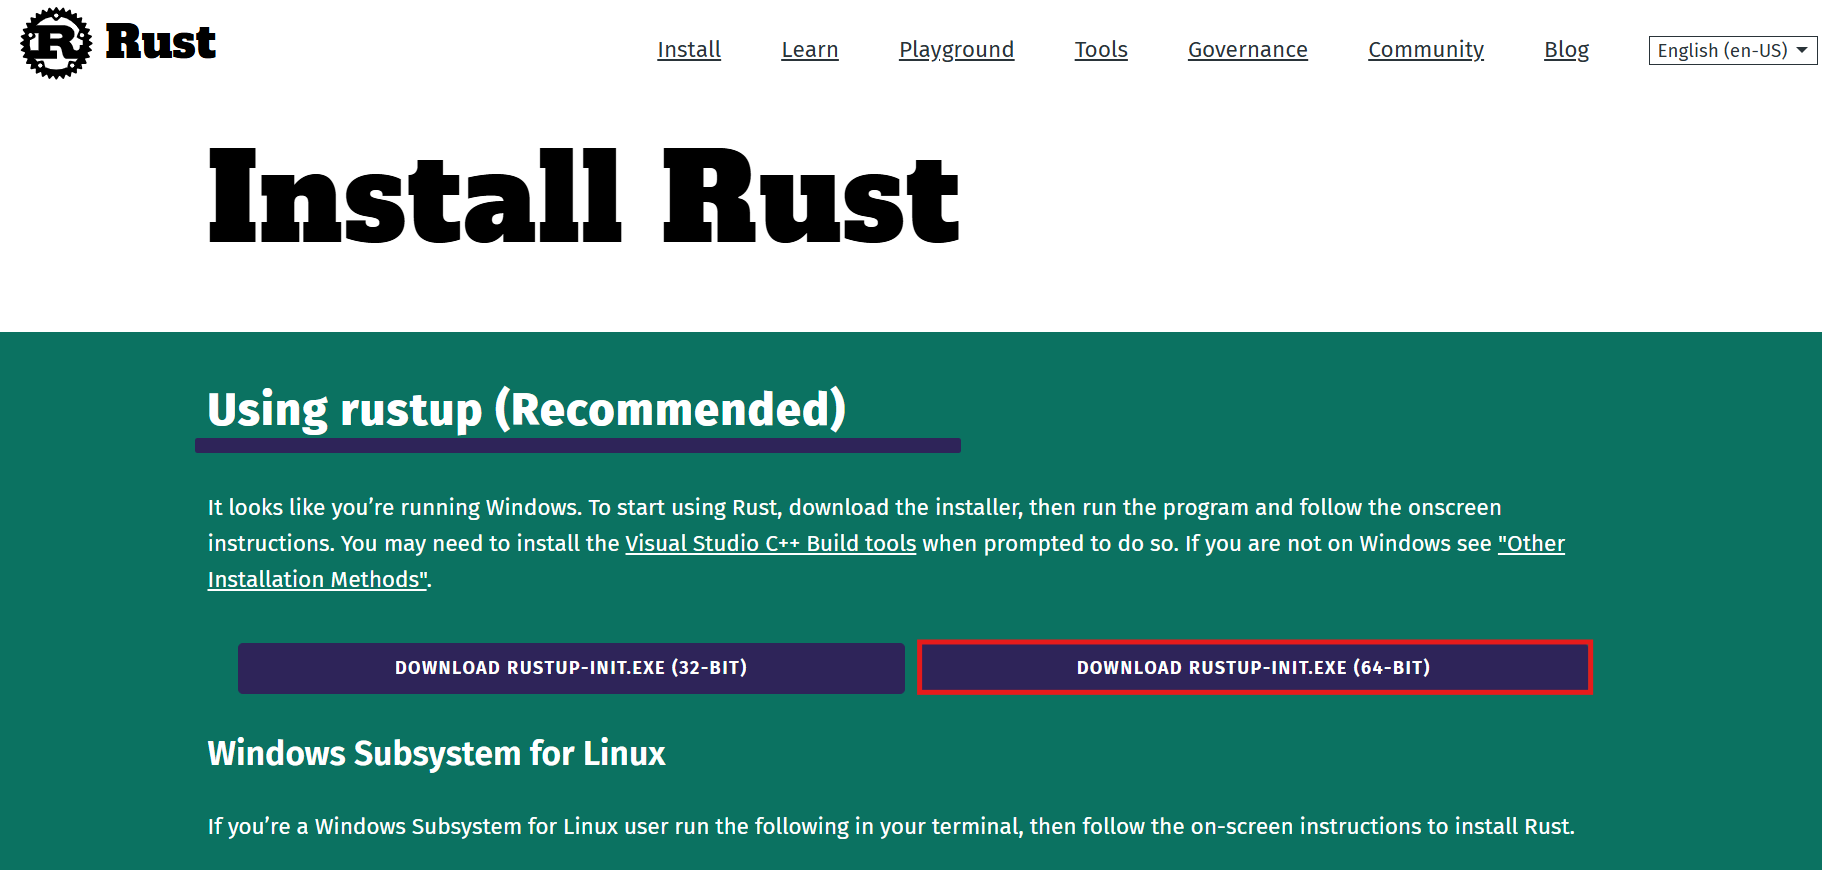 R Rust
Install Learn Playground Tools Governance Community Blog English (en-US)
Install Rust
Using rustup (Recommended)
It looks like you’re running Windows. To start using Rust, download the installer, then run the program and follow the onscreen
instructions. You may need to install the Visual Studio C++ Build tools when prompted to do so. If you are not on Windows see "Other
Installation Methods".
DOWNLOAD RUSTUP-INIT.EXE (32-BIT) DOWNLOAD RUSTUP-INIT.EXE (64-BIT)
Windows Subsystem for Linux
If you’re a Windows Subsystem for Linux user run the following in your terminal, then follow the on-screen instructions to install Rust.